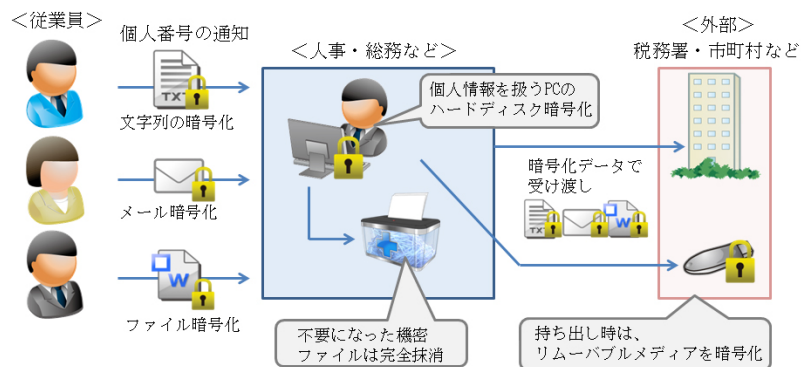 ＜従業員＞
個人番号の通知
TXT
文字列の暗号化
メール暗号化
W
ファイル暗号化
＜人事・総務など＞
個人情報を扱うPCの
ハードディスク暗号化
不要になった機密
ファイルは完全抹消
暗号化データで
受け渡し
TXT
W
＜外部＞
税務署・市町村など
持ち出し時は、
リムーバブルメディアを暗号化